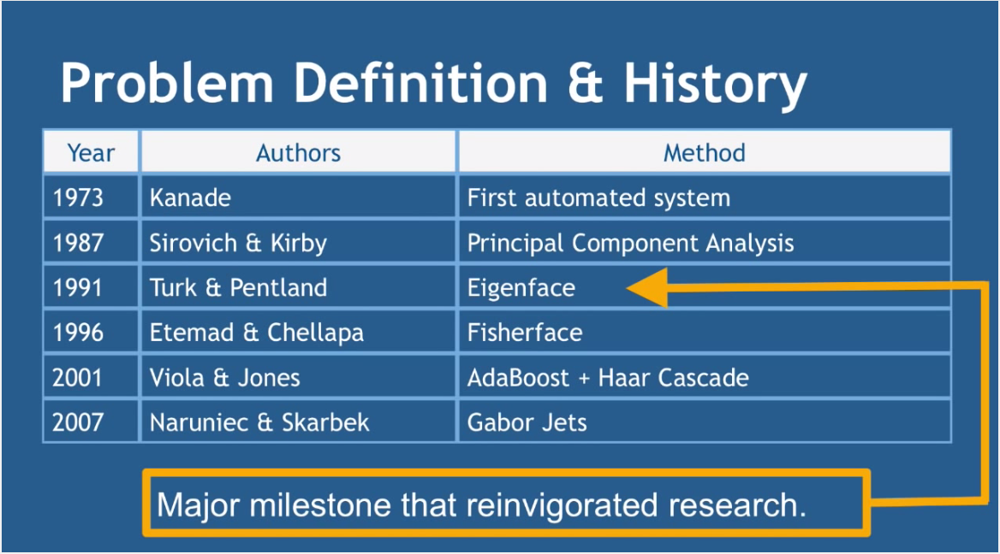 Problem Definition & History
Year Authors Method
1973 Kanade First automated system
1987 Sirovich & Kirby Principal Component Analysis
1991 Turk & Pentland Eigenface
1996 Etemad & Chellapa Fisherface
2001 Viola & Jones AdaBoost + Haar Cascade
2007 Naruniec & Skarbek Gabor Jets
Major milestone that reinvigorated research.